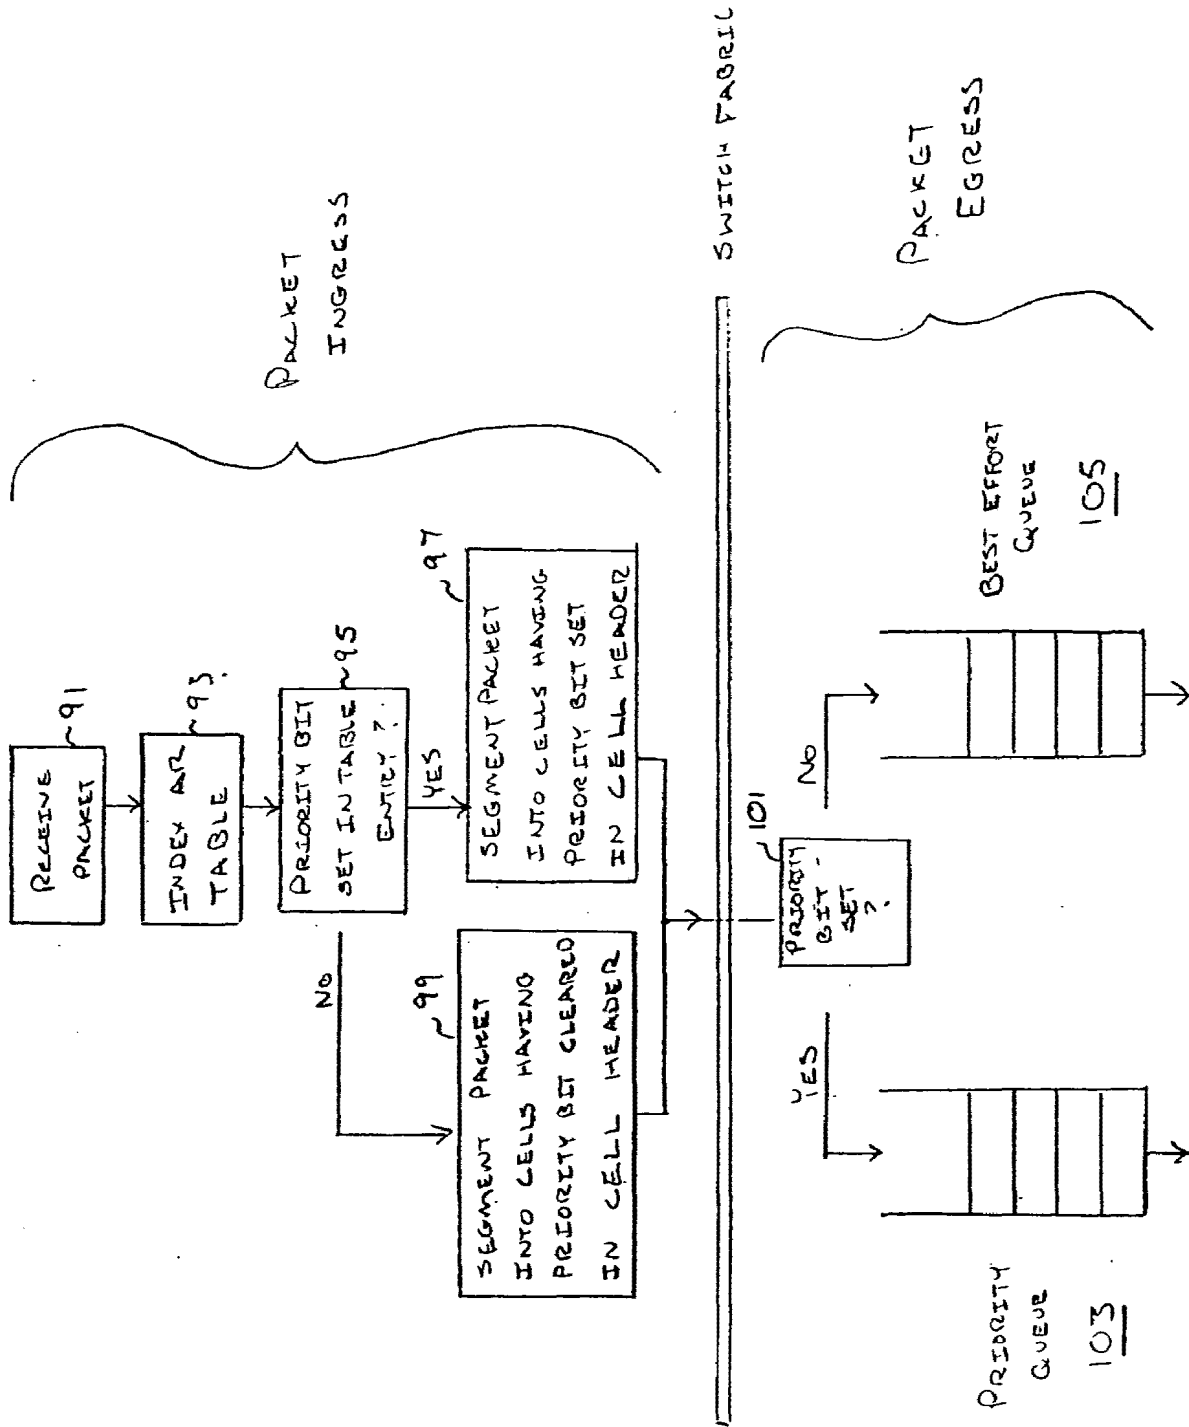 RECEIVE
PACKET
91
INDEX AR
TABLE
93
PRIORITY BIT
SET IN TABLE
ENTRY?
95
YES
NO
SEGMENT PACKET
INTO CELLS HAVING
PRIORITY BIT SET
IN CELL HEADER
97
SEGMENT PACKET
INTO CELLS HAVING
PRIORITY BIT CLEARED
IN CELL HEADER
99
PACKET
INGRESS
SWITCH FABRIC
PRIORITY
BIT
SET
?
101
YES
NO
PRIORITY
QUEUE
103
BEST EFFORT
QUEUE
105
PACKET
EGRESS